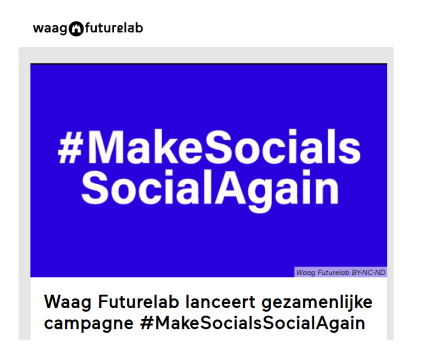 waag futurelab
#MakeSocials
SocialAgain
Waag Futurelab BY-NC-ND
Waag Futurelab lanceert gezamenlijke
campagne #MakeSocialsSocialAgain